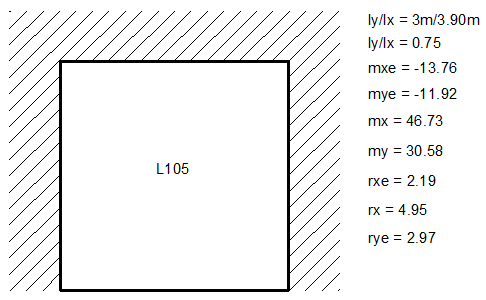 ly/lx = 3m/3.90m
ly/lx = 0.75
mxe = -13.76
mye = -11.92
mx = 46.73
L105
my = 30.58
rxe = 2.19
rx = 4.95
rye = 2.97